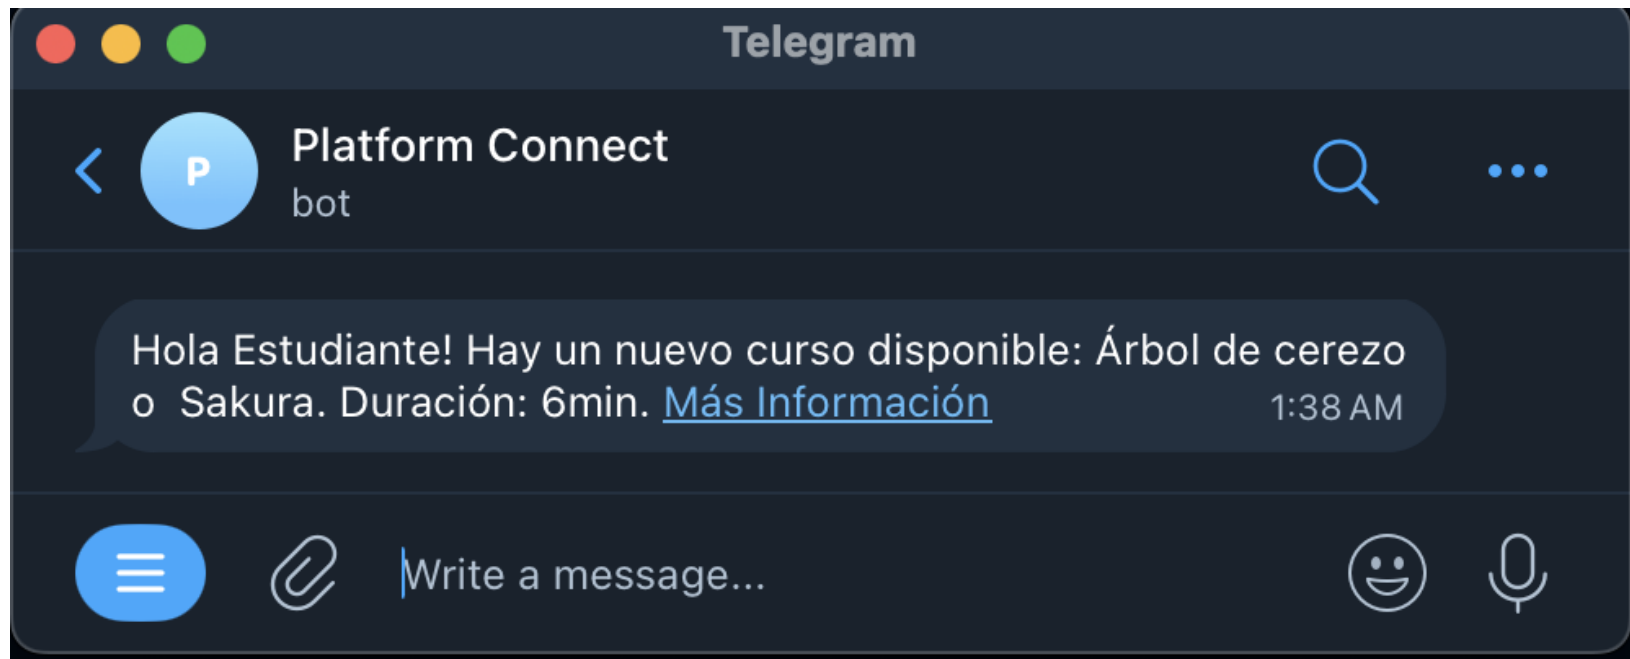 Telegram
P
Platform Connect
bot
Hola Estudiante! Hay un nuevo curso disponible: Árbol de cerezo
o  Sakura. Duración: 6min. Más Información
1:38 AM
Write a message...